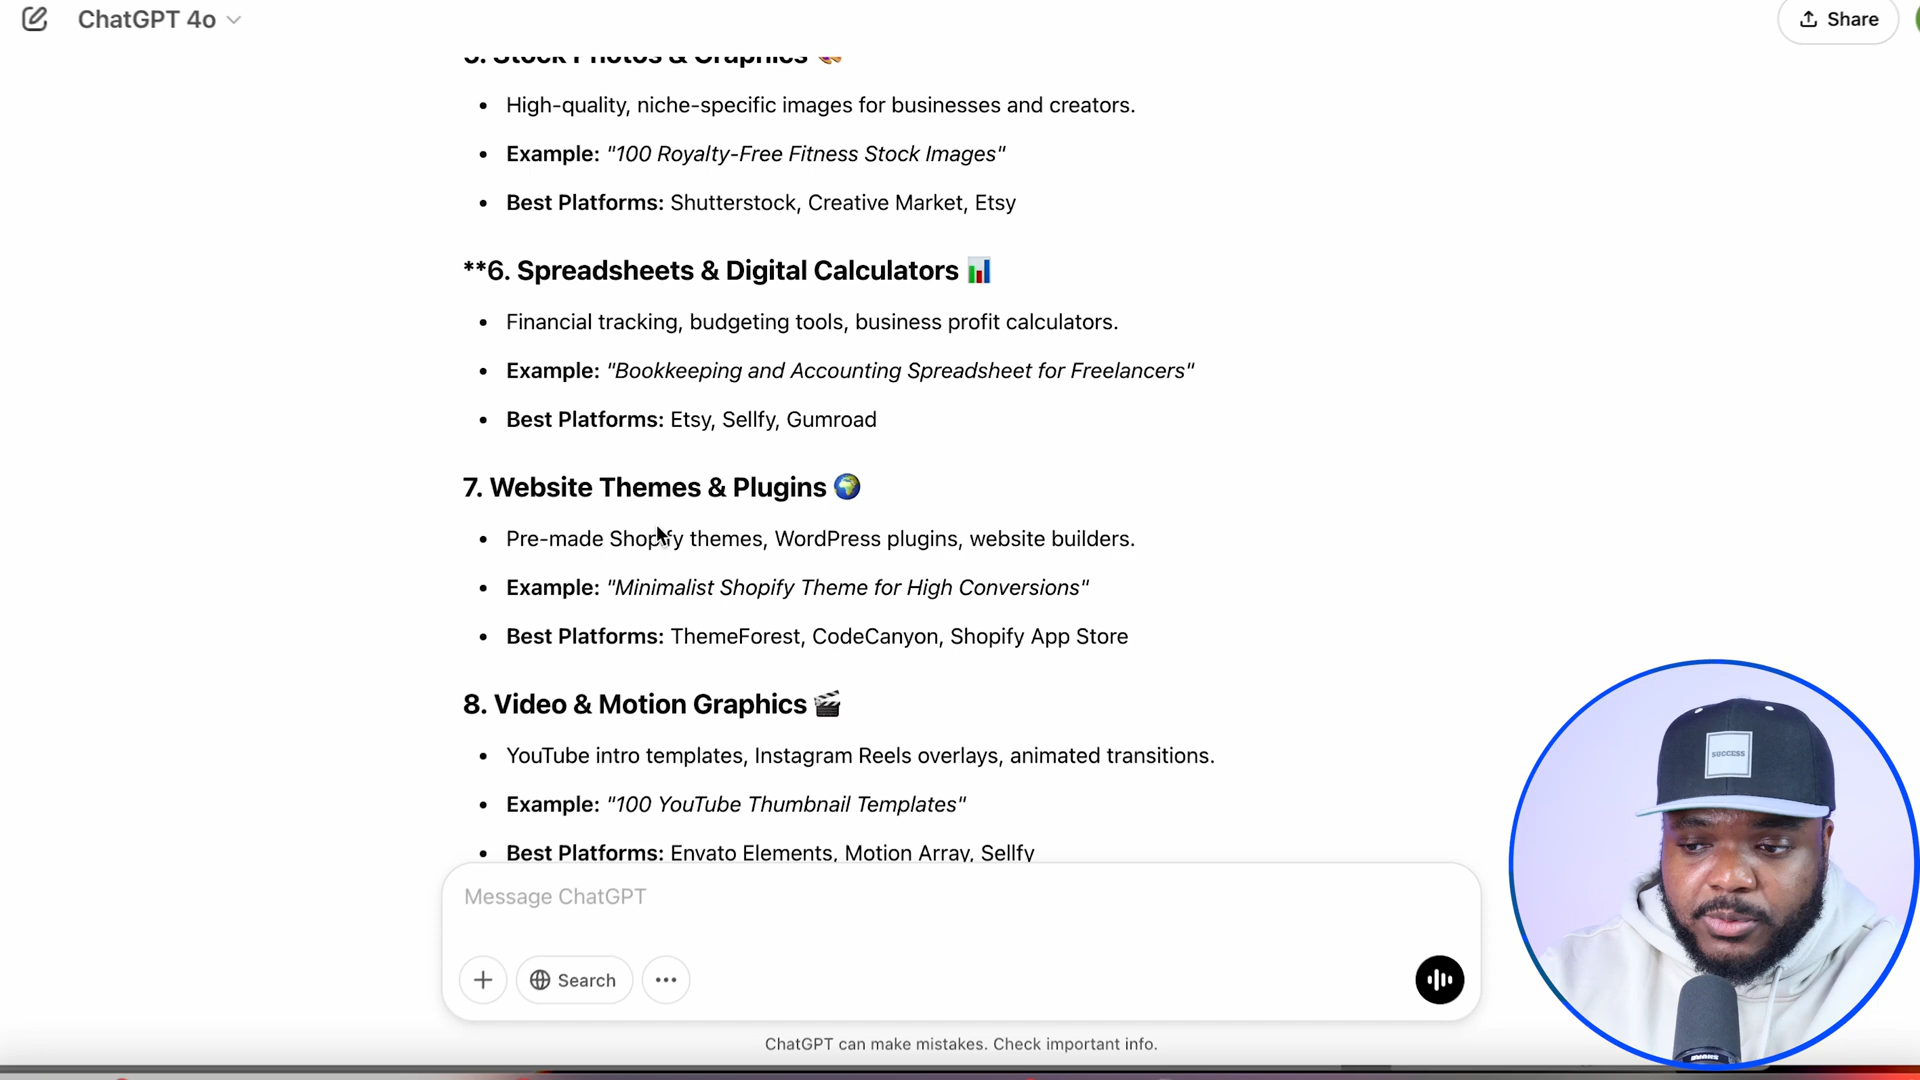 ChatGPT 4o
Share
5. Stock Photos & Graphics
High-quality, niche-specific images for businesses and creators.
Example: "100 Royalty-Free Fitness Stock Images"
Best Platforms: Shutterstock, Creative Market, Etsy
**6. Spreadsheets & Digital Calculators
Financial tracking, budgeting tools, business profit calculators.
Example: "Bookkeeping and Accounting Spreadsheet for Freelancers"
Best Platforms: Etsy, Sellfy, Gumroad
7. Website Themes & Plugins
Pre-made Shopify themes, WordPress plugins, website builders.
Example: "Minimalist Shopify Theme for High Conversions"
Best Platforms: ThemeForest, CodeCanyon, Shopify App Store
8. Video & Motion Graphics
YouTube intro templates, Instagram Reels overlays, animated transitions.
Example: "100 YouTube Thumbnail Templates"
Best Platforms: Envato Elements, Motion Array, Sellfy
Message ChatGPT
Search
ChatGPT can make mistakes. Check important info.
SUCCESS